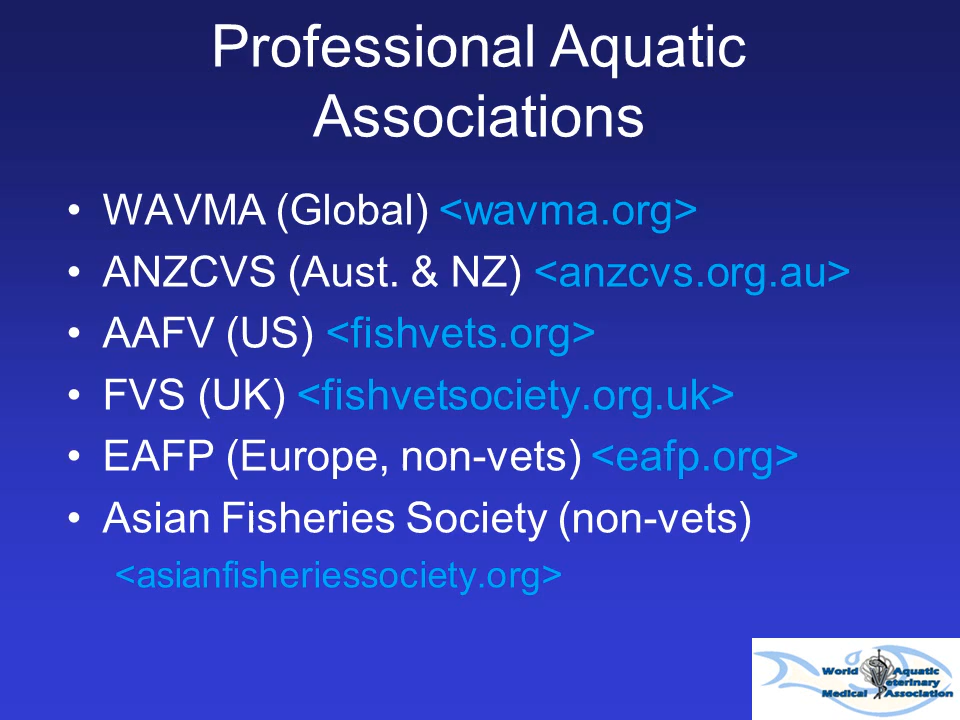 Professional Aquatic
Associations
• WAVMA (Global) <wavma.org>
• ANZCVS (Aust. & NZ) <anzcvs.org.au>
• AAFV (US) <fishvets.org>
• FVS (UK) <fishvetsociety.org.uk>
• EAFP (Europe, non-vets) <eafp.org>
• Asian Fisheries Society (non-vets)
<asianfisheriessociety.org>
World Aquatic
Veterinary
Medical Association